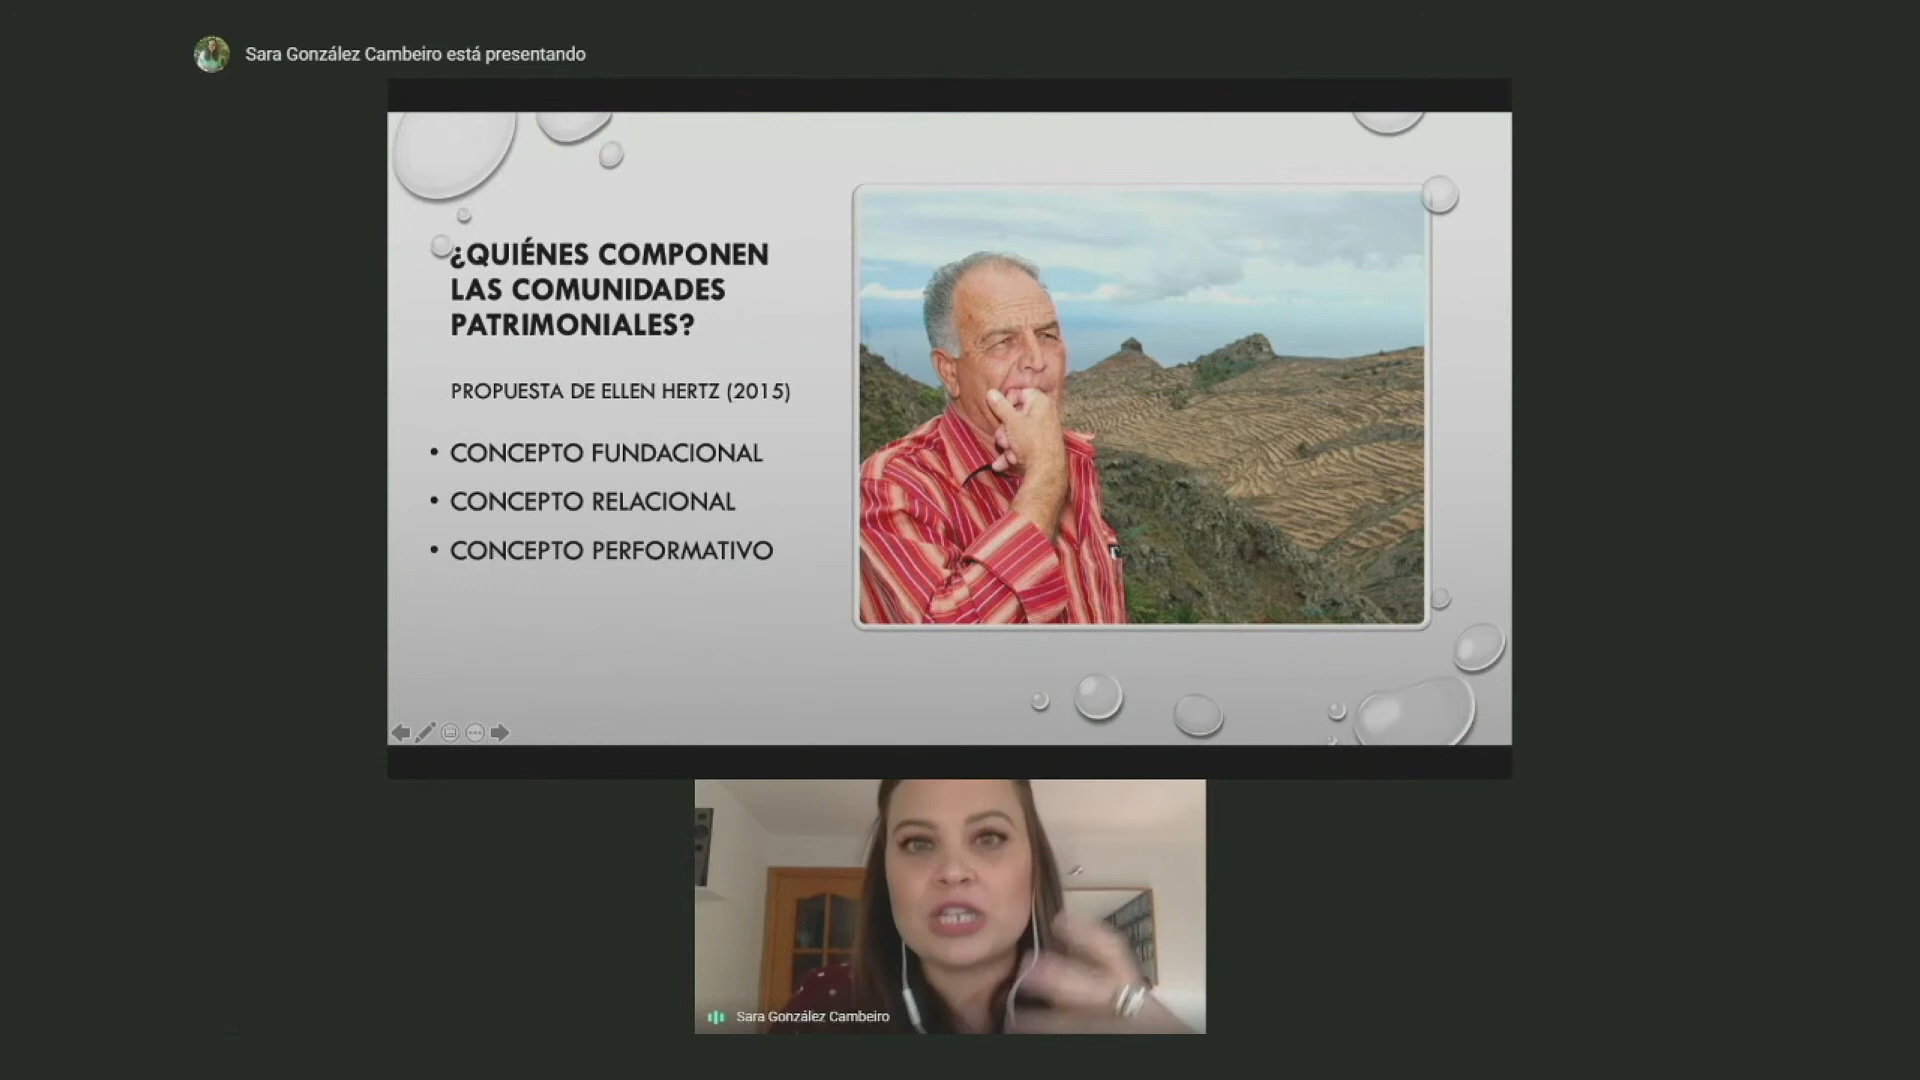 Sara González Cambeiro está presentando
¿QUIÉNES COMPONEN
LAS COMUNIDADES
PATRIMONIALES?
PROPUESTA DE ELLEN HERTZ (2015)
• CONCEPTO FUNDACIONAL
• CONCEPTO RELACIONAL
• CONCEPTO PERFORMATIVO
Sara González Cambeiro